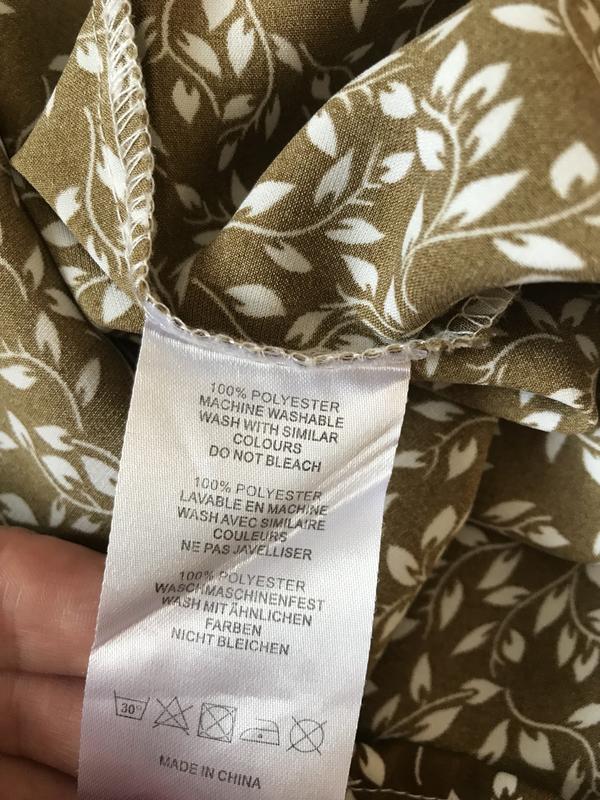 100% POLYESTER
MACHINE WASHABLE
WASH WITH SIMILAR
COLOURS
DO NOT BLEACH
100% POLYESTER
LAVABLE EN MACHINE
WASH AVEC SIMILAIRE
COULEURS
NE PAS JAVELLISER
100% POLYESTER
WASCHMASCHINENFEST
WASH MIT ÄHNLICHEN
FARBEN
NICHT BLEICHEN
30°
MADE IN CHINA